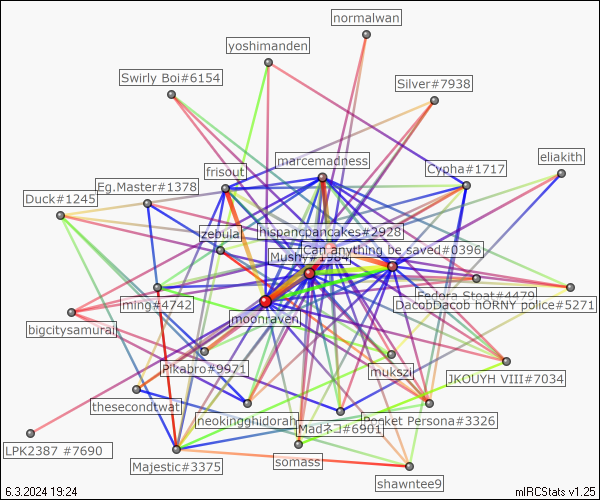 normalwan
yoshimanden
Swirly Boi#6154
Silver#7938
marcemadness
eliakith
frisout
Cypha#1717
Eg.Master#1378
Duck#1245
hispancpancakes#2928
zebulal
Can anything be saved#0396
Mushy#1984
Fedora Stoat#4479
ming#4742
DacobDacob hORNY police#5271
moonraven
bigcitysamurai
Pikabro#9971
mukszi
JKOUYH VIII#7034
thesecondtwat
neokingghidorah
Pocket Persona#3326
Madネコ#6901
LPK2387 #7690
Majestic#3375
somass
shawntee9
6.3.2024 19:24
mIRCStats v1.25